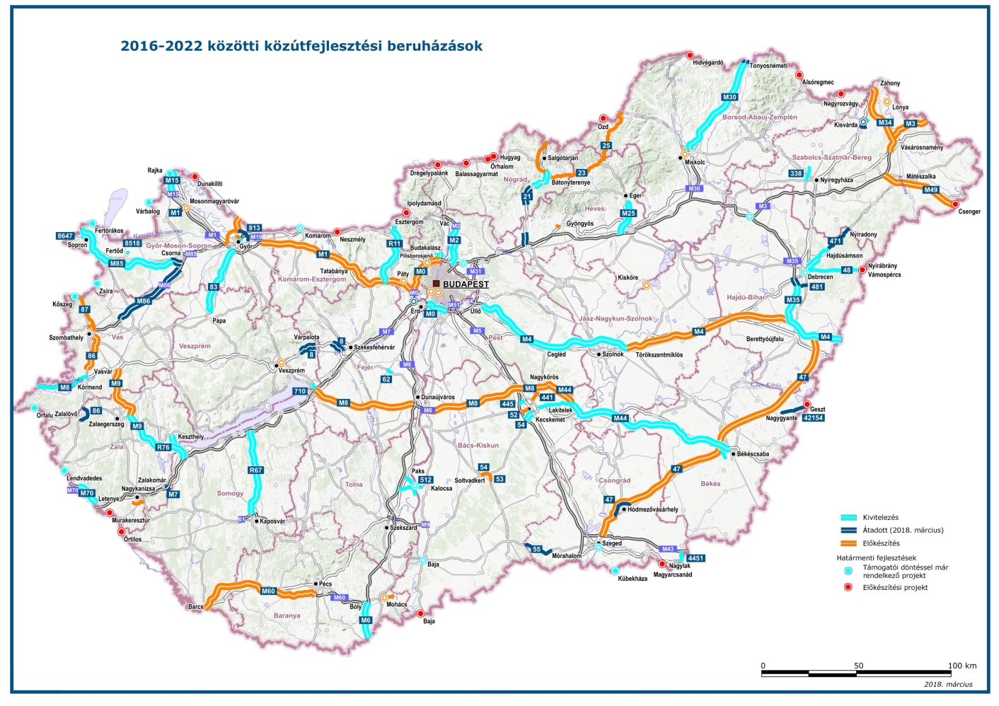 2016-2022 közötti közútfejlesztési beruházások
Hidvégardó
Tonyosnémeti
Alsóregmec
Záhony
Nagyrozvágy
Lónya
M30
Borsod-Abaúj-Zemplén
Kisvárda
M34
M3
Ózd
Vásárosnamény
25
Szabolcs-Szatmár-Bereg
Hugyag
Őrhalom
Salgótarján
Miskolc
Drégelypalánk
Balassagyarmat
23
338
Rajka
Nógrád
Bátonyterenye
Nyíregyháza
Mátészalka
M15
Dunakiliti
M30
M49
M15
21
Eger
Mosonmagyaróvár
Ipolydamásd
Heves
M3
Csenger
Várbalog
M1
M25
Esztergom
Vác
Gyöngyös
Fertőrákos
813
M2
8647
M1
M19
Komárom
Neszmély
Nyíradony
Sopron
8518
Győr-Moson-Sopron
Győr
R11
M2
471
Fertőd
Csorna
M85
M1
Budakalász
Pilisborosjenő
Hajdúsámson
M85
Tatabánya
M35
Nyírábrány
M86
Páty
M0
M31
48
Vámospércs
Komárom-Esztergom
Kisköre
Debrecen
Zsira
83
BUDAPEST
481
Kőszeg
M0
M86
M51
Hajdú-Bihar
M35
87
Érd
M0
Üllő
Pápa
Jász-Nagykun-Szolnok
Szombathely
Vas
M7
M5
M4
Várpalota
Pest
M4
Berettyóújfalu
M4
Veszprém
8
8
Székesfehérvár
Cegléd
Szolnok
Törökszentmiklós
86
Veszprém
Fejér
M6
Vasvár
62
Nagykőrös
47
M9
M8
Körmend
710
M8
M44
Dunaújváros
441
M8
M8
M8
445
Lakitelek
Orfalu
Zalalövő
86
52
Kecskemét
M44
Geszt
Zalaegerszeg
M9
54
Nagygyanté
42154
Keszthely
Zala
R76
Bács-Kiskun
Békéscsaba
R67
54
47
Lendvadedes
Paks
512
Soltvadkert
53
Csongrád
Zalakomár
Tolna
Kalocsa
Békés
M70
M70
Nagykanizsa
M7
Somogy
Letenye
47
Hódmezővásárhely
Murakeresztúr
61
Kaposvár
Szekszárd
M9
Őrtilos
Szeged
55
Mórahalom
M43
4451
Baja
Nagylak
Magyarcsanád
Kübekháza
Pécs
M60
M60
Barcs
Bóly
Mohács
Baranya
M6
Baja
Kivitelezés
Átadott (2018. március)
Előkészítés
Határmenti fejlesztések
Támogatói döntéssel már
rendelkező projekt
Előkészítési projekt
0 50 100 km
2018. március